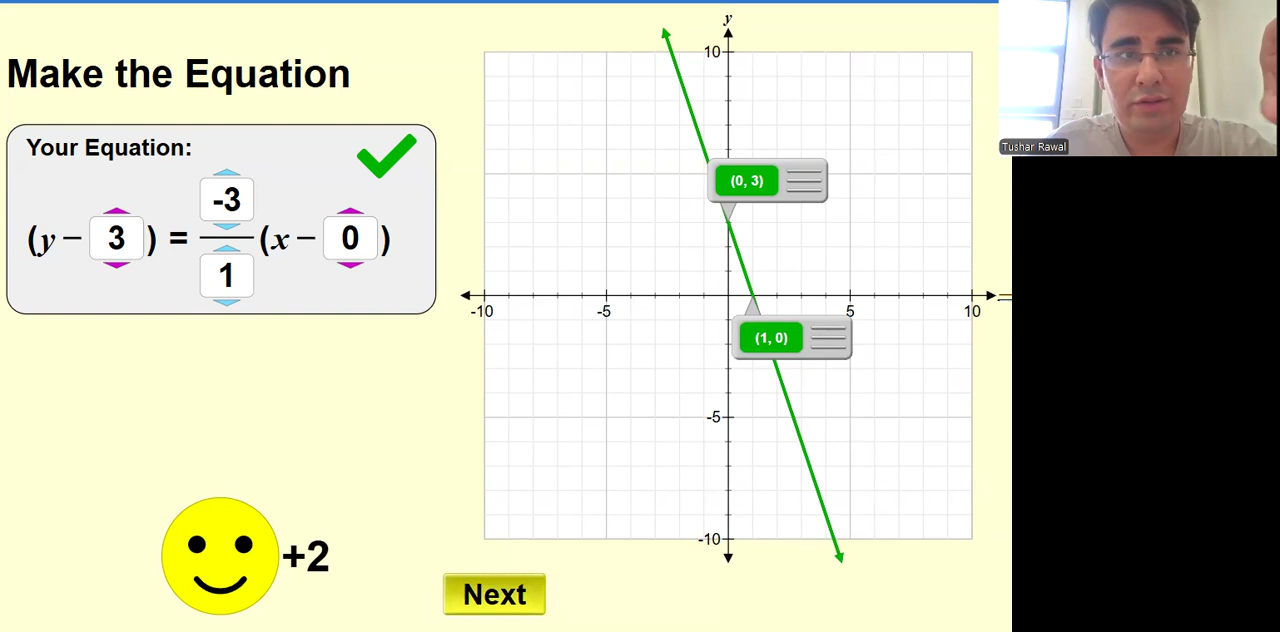 Make the Equation
Your Equation:
(y − 3) = -3/1 (x − 0)
+2
Next
y
10
(0, 3)
-10
-5
5
10
(1, 0)
-5
-10
Tushar Rawal